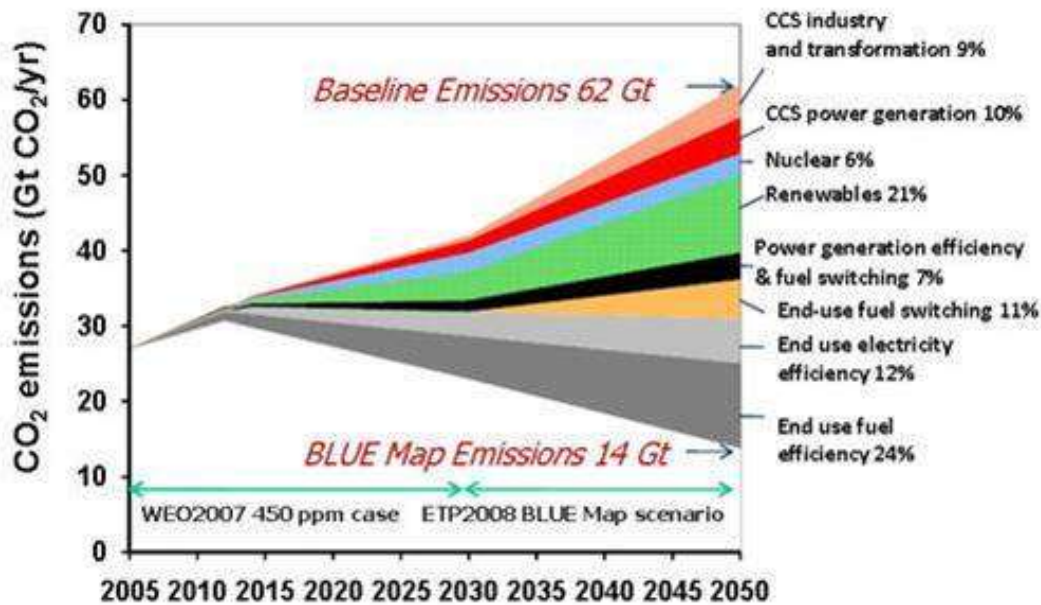 CO₂ emissions (Gt CO₂/yr)
70
60
50
40
30
20
10
0
Baseline Emissions 62 Gt
BLUE Map Emissions 14 Gt
WEO2007 450 ppm case
ETP2008 BLUE Map scenario
2005 2010 2015 2020 2025 2030 2035 2040 2045 2050
CCS industry
and transformation 9%
CCS power generation 10%
Nuclear 6%
Renewables 21%
Power generation efficiency
& fuel switching 7%
End-use fuel switching 11%
End use electricity
efficiency 12%
End use fuel
efficiency 24%